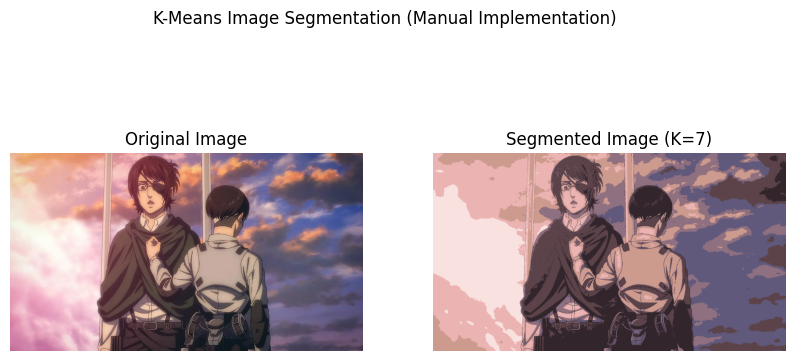 K-Means Image Segmentation (Manual Implementation)
Original Image
Segmented Image (K=7)